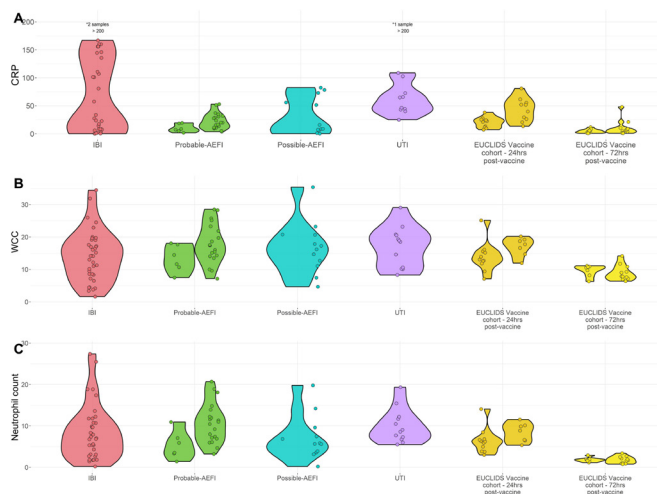 A
*2 samples
> 200
*1 sample
> 200
200
150
100
50
0
CRP
IBI
Probable-AEFI
Possible-AEFI
UTI
EUCLIDS Vaccine
cohort - 24hrs
post-vaccine
EUCLIDS Vaccine
cohort - 72hrs
post-vaccine
B
30
20
10
0
WCC
IBI
Probable-AEFI
Possible-AEFI
UTI
EUCLIDS Vaccine
cohort - 24hrs
post-vaccine
EUCLIDS Vaccine
cohort - 72hrs
post-vaccine
C
30
20
10
0
Neutrophil count
IBI
Probable-AEFI
Possible-AEFI
UTI
EUCLIDS Vaccine
cohort - 24hrs
post-vaccine
EUCLIDS Vaccine
cohort - 72hrs
post-vaccine